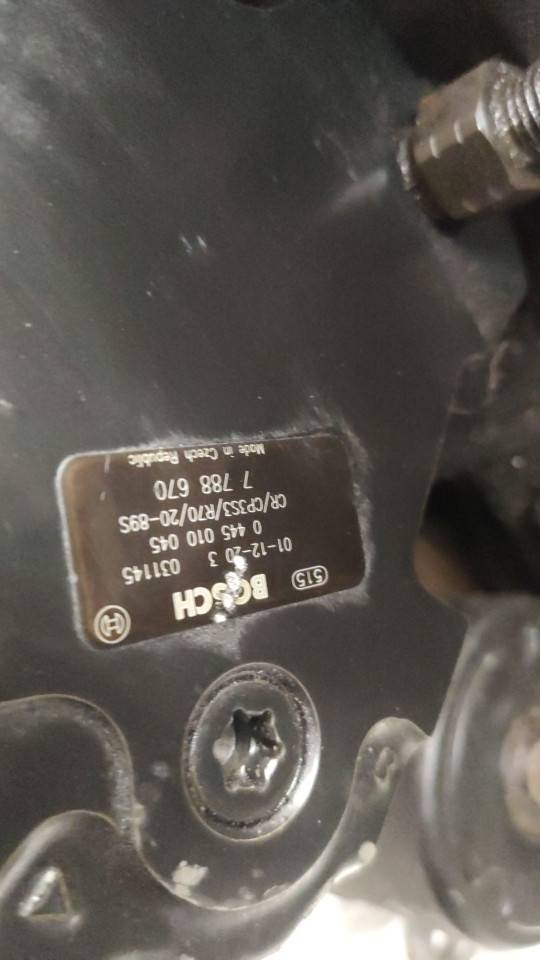 515 BOSCH
01-12-20 3 031145
0 445 010 045
CR/CP3S3/R70/20-89S
7 788 670
Made in Czech Republic